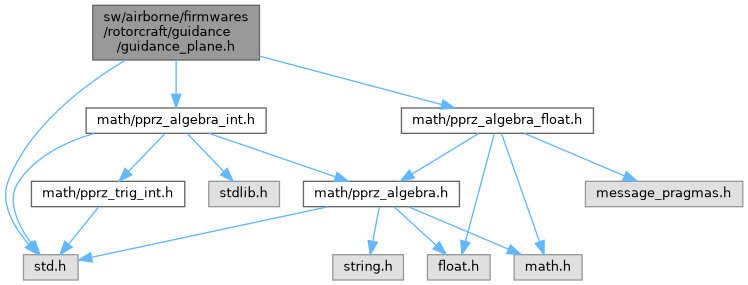 sw/airborne/firmwares
/rotorcraft/guidance
/guidance_plane.h
math/pprz_algebra_int.h
math/pprz_algebra_float.h
math/pprz_trig_int.h
stdlib.h
math/pprz_algebra.h
message_pragmas.h
std.h
string.h
float.h
math.h